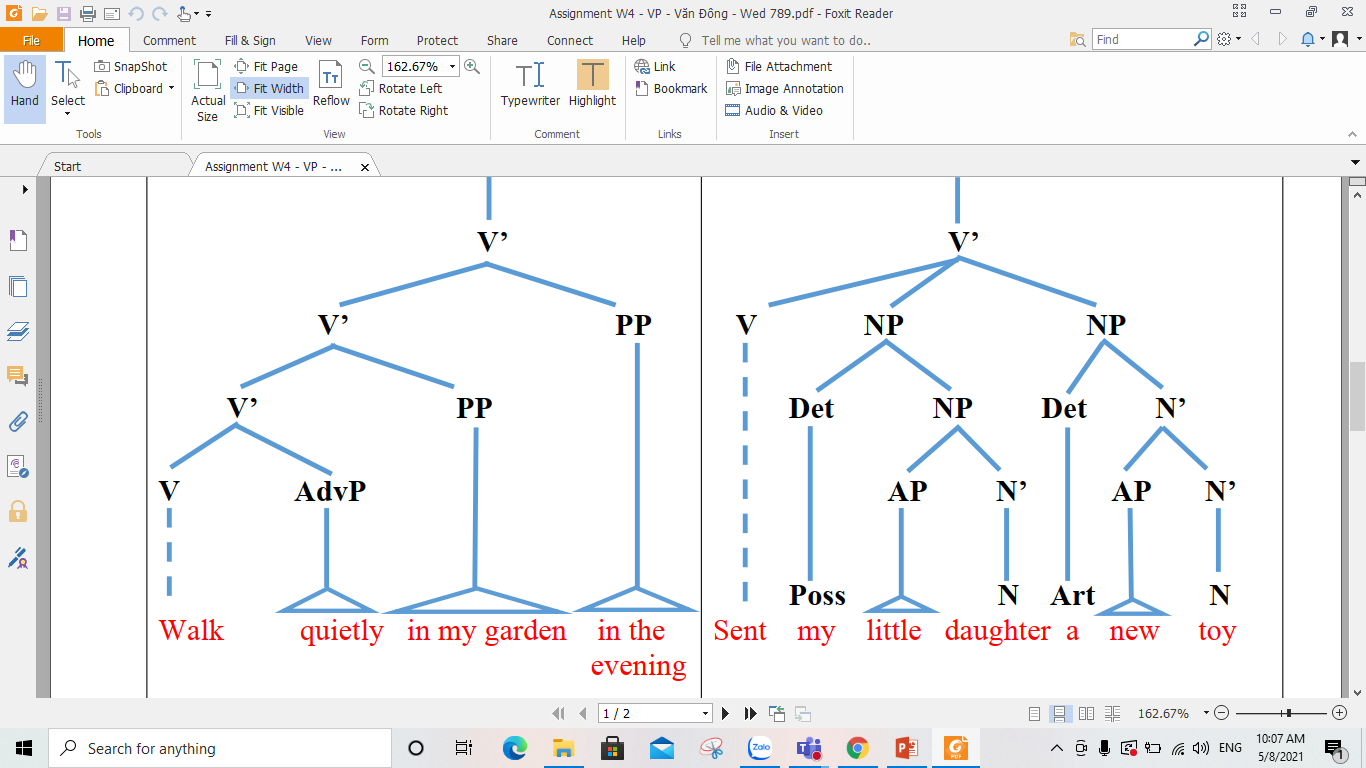 Assignment W4 - VP - Văn Đông - Wed 789.pdf - Foxit Reader
File Home Comment Fill & Sign View Form Protect Share Connect Help Tell me what you want to do.. Find
Hand
Select
SnapShot
Clipboard
Tools
Actual Size
Fit Page
Fit Width
Fit Visible
Reflow
162.67%
Rotate Left
Rotate Right
View
Typewriter
Highlight
Comment
Link
Bookmark
Links
File Attachment
Image Annotation
Audio & Video
Insert
Start Assignment W4 - VP - ...
V’ V’
V’ PP V NP NP
V’ PP Det NP Det N’
V AdvP AP N’ AP N’
Poss N Art N
Walk quietly in my garden in the Sent my little daughter a new toy
evening
1 / 2 162.67%
Search for anything Zalo ENG 10:07 AM
5/8/2021